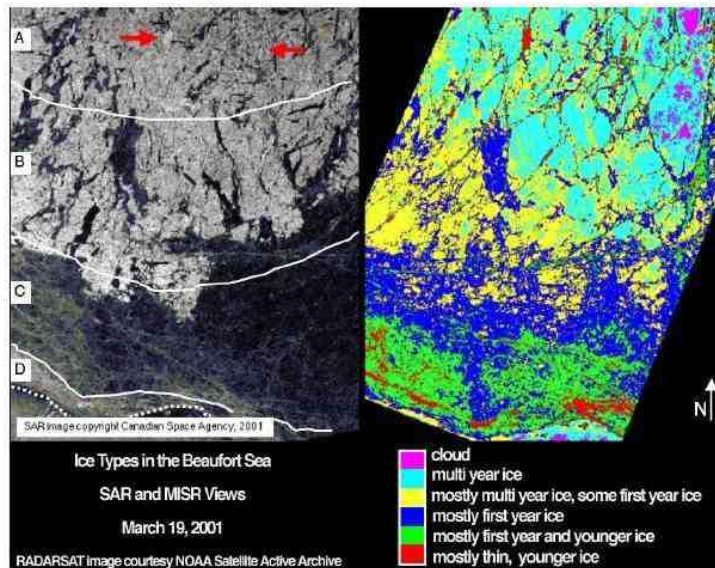 A
B
C
D
N
SAR image copyright Canadian Space Agency, 2001
Ice Types in the Beaufort Sea
SAR and MISR Views
March 19, 2001
RADARSAT image courtesy NOAA Satellite Active Archive
cloud
multi year ice
mostly multi year ice, some first year ice
mostly first year ice
mostly first year and younger ice
mostly thin, younger ice